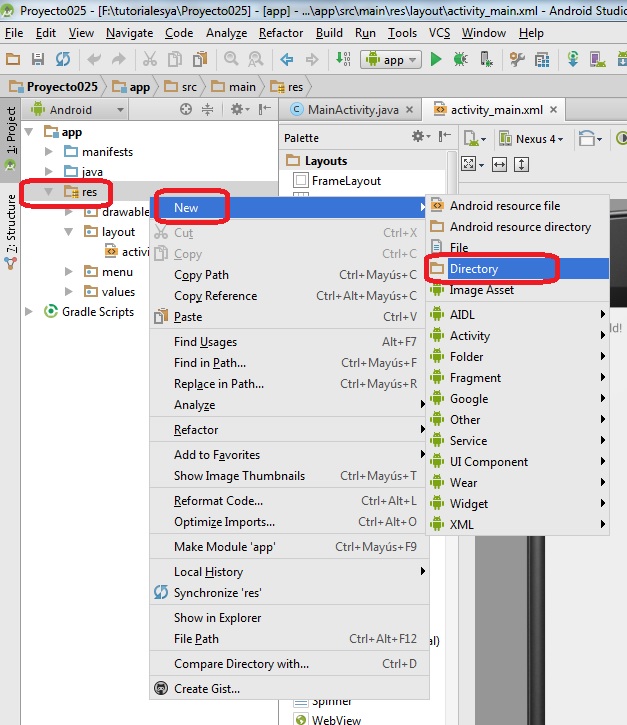 Proyecto025 - [F:\tutorialesya\Proyecto025] - [app] - ...\app\src\main\res\layout\activity_main.xml - Android Studio
File Edit View Navigate Code Analyze Refactor Build Run Tools VCS Window Help
app
Proyecto025 app src main res
1: Project
7: Structure
Android
MainActivity.java activity_main.xml
app
manifests
java
res
drawable
layout
activi
menu
values
Gradle Scripts
Palette
Nexus 4
Layouts
FrameLayout
New
Cut Ctrl+X
Copy Ctrl+C
Copy Path Ctrl+Mayús+C
Copy Reference Ctrl+Alt+Mayús+C
Paste Ctrl+V
Find Usages Alt+F7
Find in Path... Ctrl+Mayús+F
Replace in Path... Ctrl+Mayús+R
Analyze
Refactor
Add to Favorites
Show Image Thumbnails Ctrl+Mayús+T
Reformat Code... Ctrl+Alt+L
Optimize Imports... Ctrl+Alt+O
Make Module 'app' Ctrl+Mayús+F9
Local History
Synchronize 'res'
Show in Explorer
File Path Ctrl+Alt+F12
Compare Directory with... Ctrl+D
Create Gist...
Android resource file
Android resource directory
File
Directory
Image Asset
AIDL
Activity
Folder
Fragment
Google
Other
Service
UI Component
Wear
Widget
XML
ld!
al)
Spinner
WebView